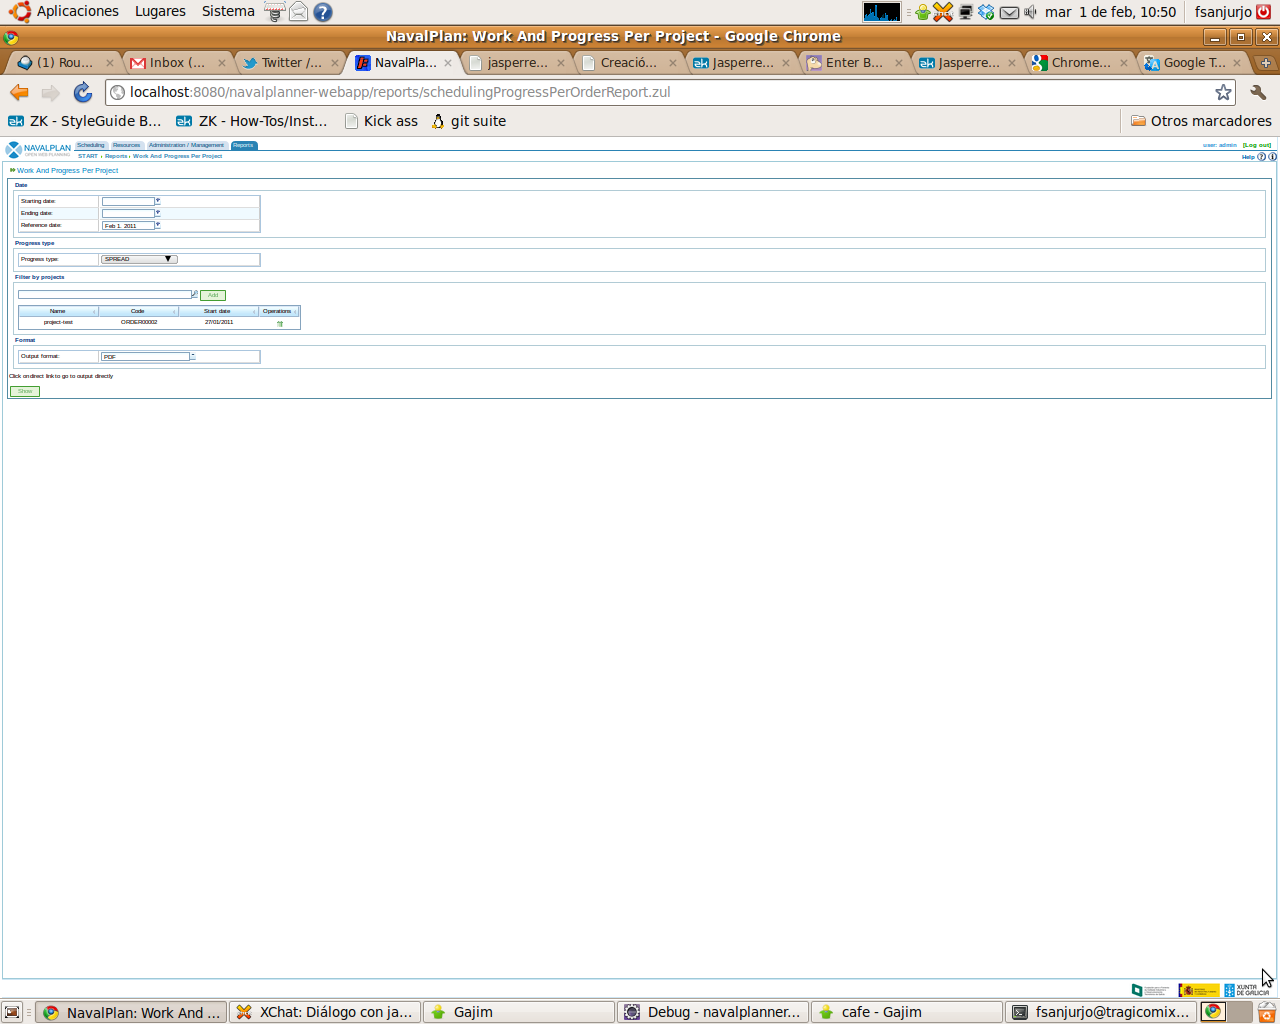 Aplicaciones Lugares Sistema mar 1 de feb, 10:50 fsanjurjo
NavalPlan: Work And Progress Per Project - Google Chrome
(1) Rou... Inbox (... Twitter /... NavalPla... jasperre... Creació... Jasperre... Enter B... Jasperre... Chrome... Google T...
localhost:8080/navalplanner-webapp/reports/schedulingProgressPerOrderReport.zul
ZK - StyleGuide B... ZK - How-Tos/Inst... Kick ass git suite Otros marcadores
NAVALPLAN Scheduling Resources Administration / Management Reports user: admin [Log out]
OPEN WEB PLANNING START Reports Work And Progress Per Project Help
Work And Progress Per Project
Date
Starting date:
Ending date:
Reference date: Feb 1, 2011
Progress type
Progress type: SPREAD
Filter by projects
Add
Name Code Start date Operations
project-test ORDER00002 27/01/2011
Format
Output format: PDF
Click on direct link to go to output directly
Show
XUNTA
DE GALICIA
NavalPlan: Work And ... XChat: Diálogo con ja... Gajim Debug - navalplanner... cafe - Gajim fsanjurjo@tragicomix...